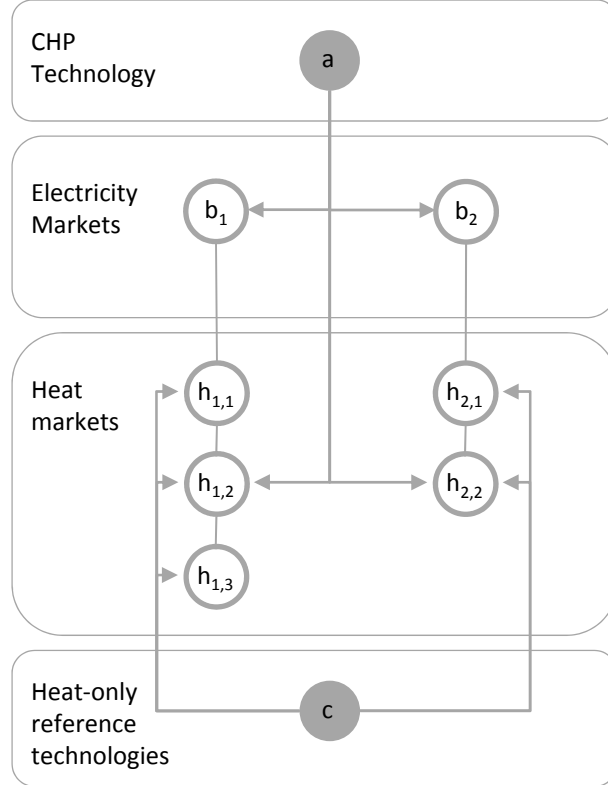 CHP
Technology
a
Electricity
Markets
b1
b2
Heat
markets
h1,1
h2,1
h1,2
h2,2
h1,3
Heat-only
reference
technologies
c